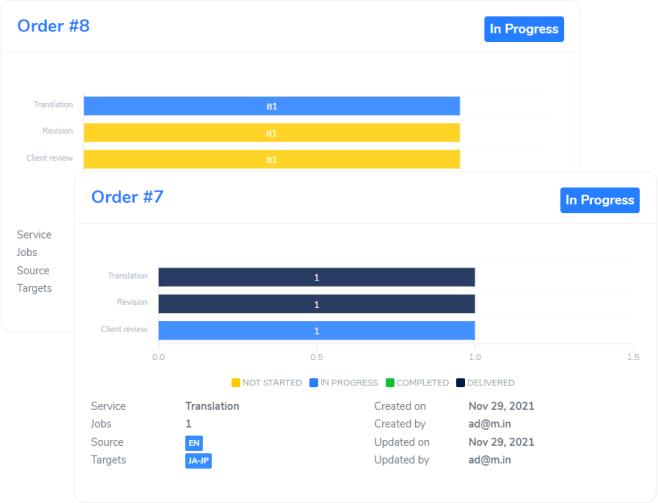 Order #8
In Progress
Translation
81
Revision
81
Client review
81
Service
Jobs
Source
Targets
Order #7
In Progress
Translation
1
Revision
1
Client review
1
0.0 0.5 1.0 1.5
NOT STARTED IN PROGRESS COMPLETED DELIVERED
Service Translation Created on Nov 29, 2021
Jobs 1 Created by ad@m.in
Source EN Updated on Nov 29, 2021
Targets JA-JP Updated by ad@m.in